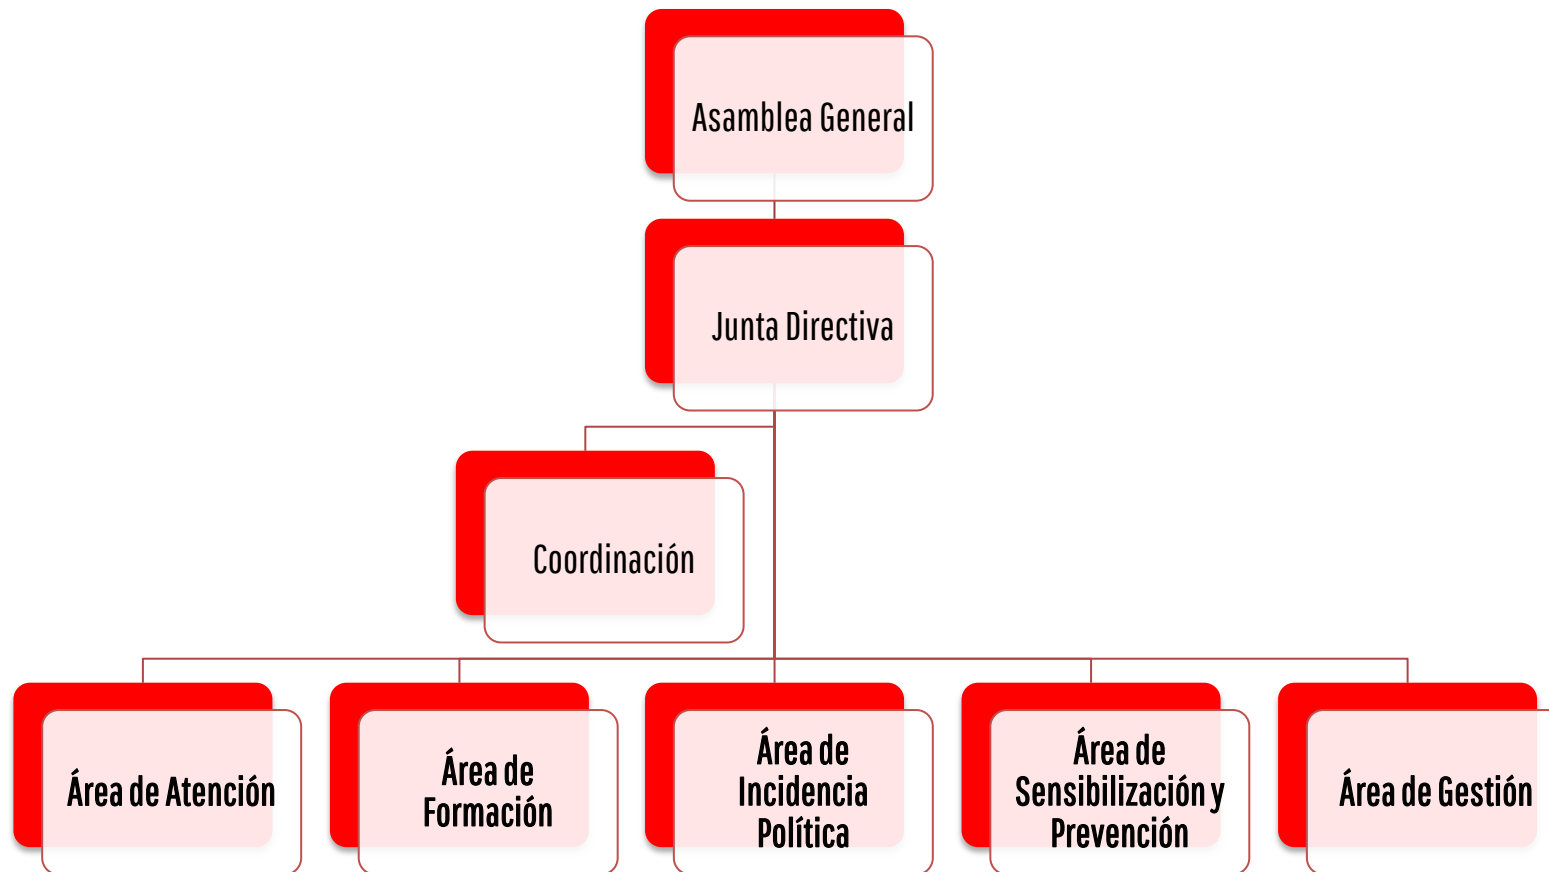 Asamblea General
Junta Directiva
Coordinación
Área de Atención
Área de
Formación
Área de
Incidencia
Política
Área de
Sensibilización y
Prevención
Área de Gestión